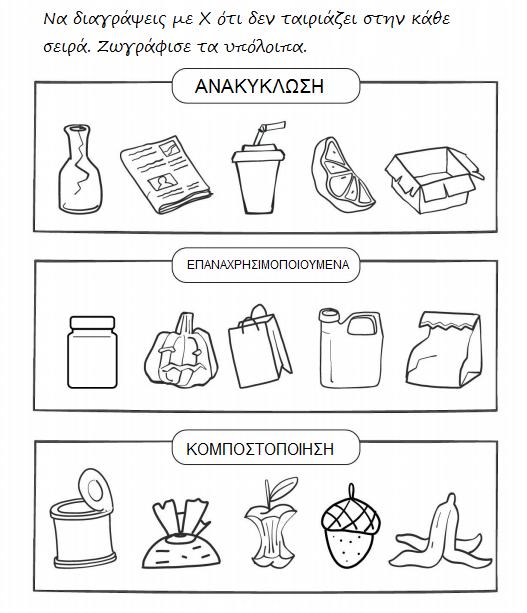 Να διαγράψεις με Χ ότι δεν ταιριάζει στην κάθε
σειρά. Ζωγράφισε τα υπόλοιπα.
ΑΝΑΚΥΚΛΩΣΗ
ΕΠΑΝΑΧΡΗΣΙΜΟΠΟΙΟΥΜΕΝΑ
ΚΟΜΠΟΣΤΟΠΟΙΗΣΗ